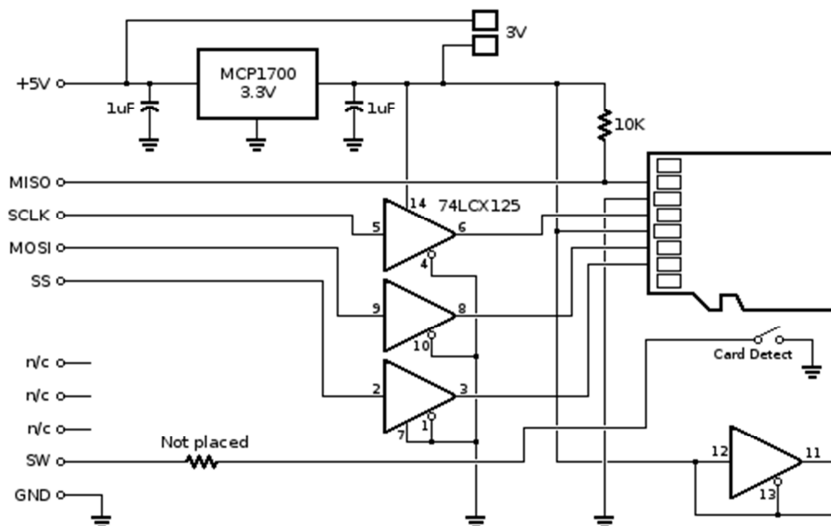 3V
+5V
MCP1700
3.3V
1uF
1uF
10K
MISO
14
74LCX125
SCLK
5
6
MOSI
4
SS
9
8
10
n/c
Card Detect
n/c
2
3
n/c
1
7
Not placed
SW
12
11
13
GND